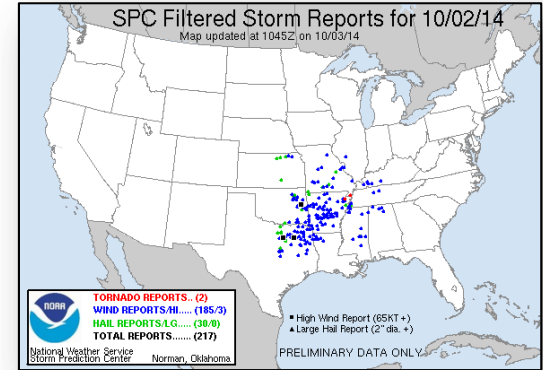 SPC Filtered Storm Reports for 10/02/14
Map updated at 1045Z on 10/03/14
NOAA
TORNADO REPORTS.. (2)
WIND REPORTS/HI..... (185/3)
HAIL REPORTS/LG..... (30/0)
TOTAL REPORTS....... (217)
National Weather Service
Storm Prediction Center Norman, Oklahoma
High Wind Report (65KT +)
Large Hail Report (2" dia. +)
PRELIMINARY DATA ONLY